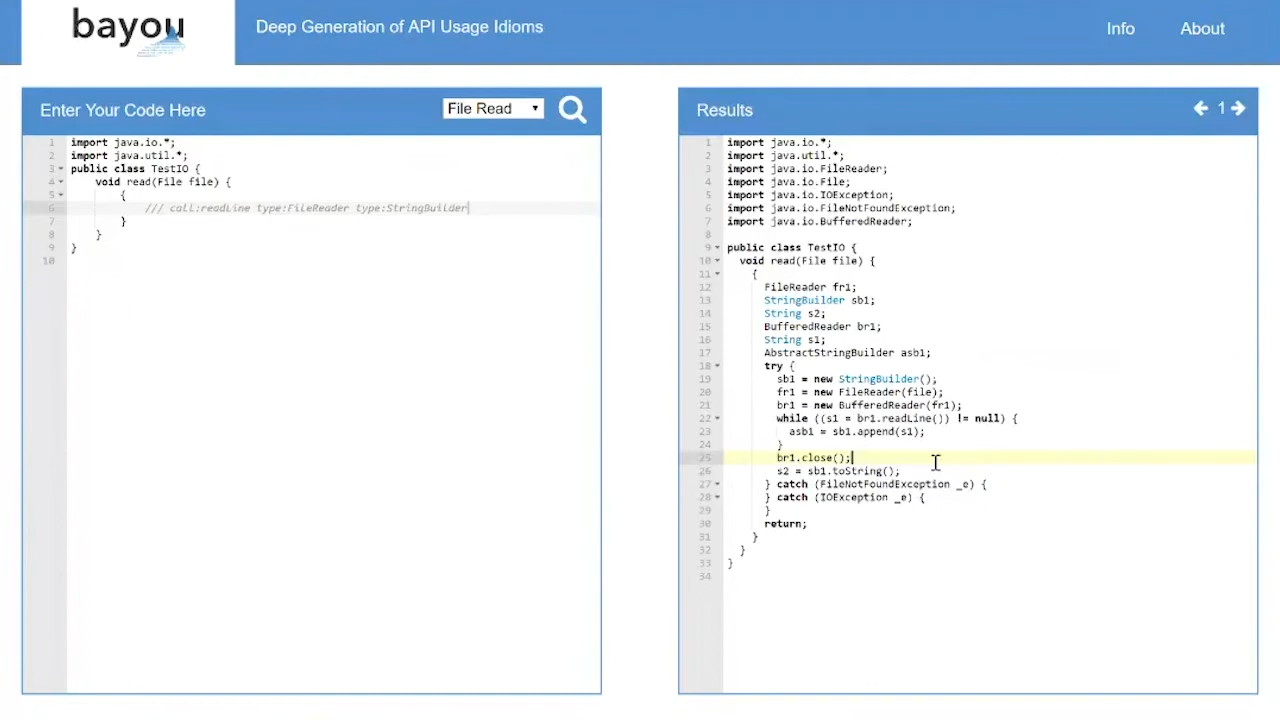 bayou
Deep Generation of API Usage Idioms
Info
About
Enter Your Code Here
File Read
1 import java.io.*;
2 import java.util.*;
3 public class TestIO {
4 void read(File file) {
5 {
6 /// call:readLine type:FileReader type:StringBuilder
7 }
8 }
9 }
10
Results
1
1 import java.io.*;
2 import java.util.*;
3 import java.io.FileReader;
4 import java.io.File;
5 import java.io.IOException;
6 import java.io.FileNotFoundException;
7 import java.io.BufferedReader;
8
9 public class TestIO {
10 void read(File file) {
11 {
12 FileReader fr1;
13 StringBuilder sb1;
14 String s2;
15 BufferedReader br1;
16 String s1;
17 AbstractStringBuilder asb1;
18 try {
19 sb1 = new StringBuilder();
20 fr1 = new FileReader(file);
21 br1 = new BufferedReader(fr1);
22 while ((s1 = br1.readLine()) != null) {
23 asb1 = sb1.append(s1);
24 }
25 br1.close();
26 s2 = sb1.toString();
27 } catch (FileNotFoundException _e) {
28 } catch (IOException _e) {
29 }
30 return;
31 }
32 }
33 }
34